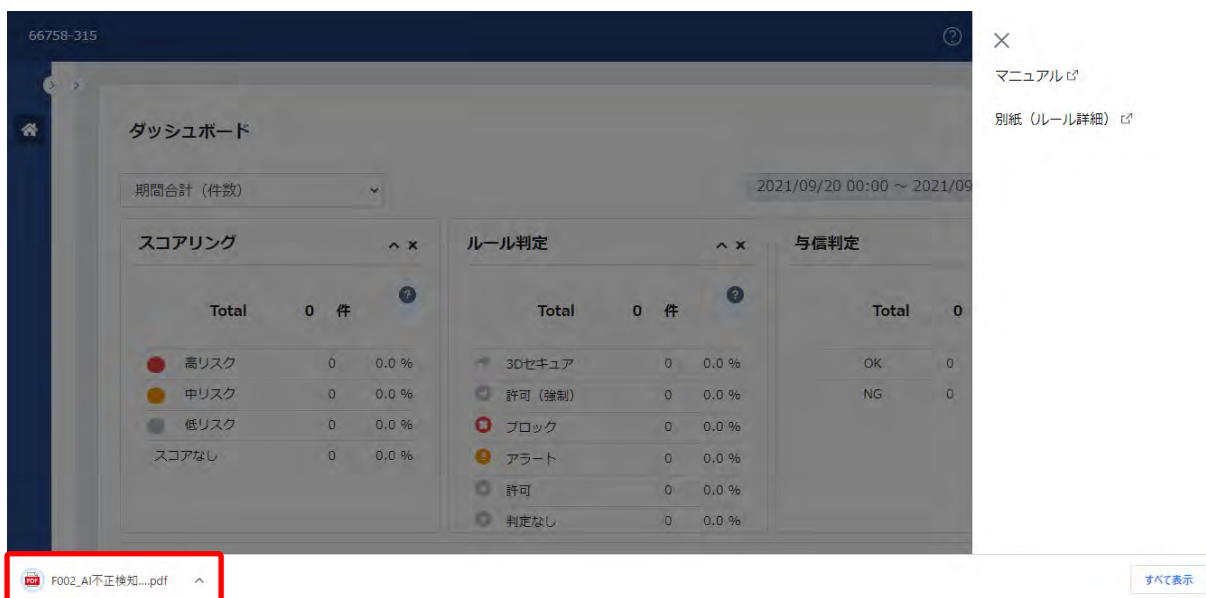 66758-315
マニュアル
別紙（ルール詳細）
ダッシュボード
期間合計（件数）
2021/09/20 00:00 ～ 2021/09
スコアリング
Total 0 件
高リスク 0 0.0 %
中リスク 0 0.0 %
低リスク 0 0.0 %
スコアなし 0 0.0 %
ルール判定
Total 0 件
3Dセキュア 0 0.0 %
許可（強制） 0 0.0 %
ブロック 0 0.0 %
アラート 0 0.0 %
許可 0 0.0 %
判定なし 0 0.0 %
与信判定
Total 0
OK 0
NG 0
F002_AI不正検知....pdf
すべて表示